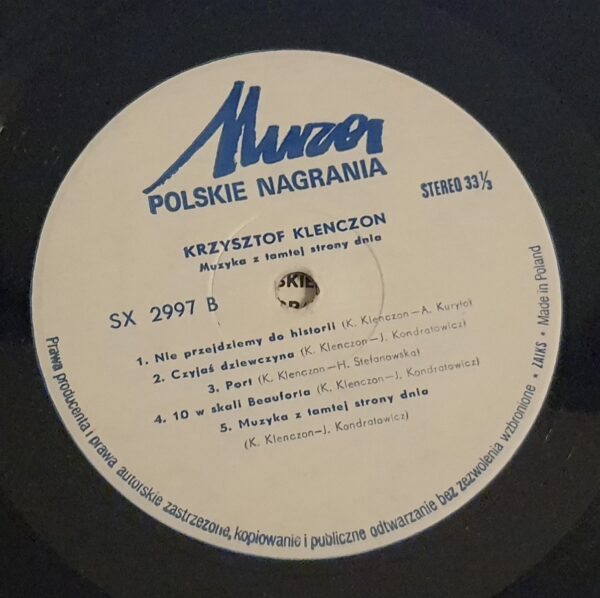 Muza
POLSKIE NAGRANIA
STEREO 33⅓
KRZYSZTOF KLENCZON
Muzyka z tamtej strony dnia
SKIE
GRA
SX 2997 B
1. Nie przejdziemy do historii (K. Klenczon—A. Kuryło)
2. Czyjaś dziewczyna (K. Klenczon—J. Kondratowicz)
3. Port (K. Klenczon—H. Stefanowska)
4. 10 w skali Beauforta (K. Klenczon—J. Kondratowicz)
5. Muzyka z tamtej strony dnia
(K. Klenczon—J. Kondratowicz)
Prawa producenta i prawa autorskie zastrzeżone, kopiowanie i publiczne odtwarzanie bez zezwolenia wzbronione • ZAIKS • Made in Poland